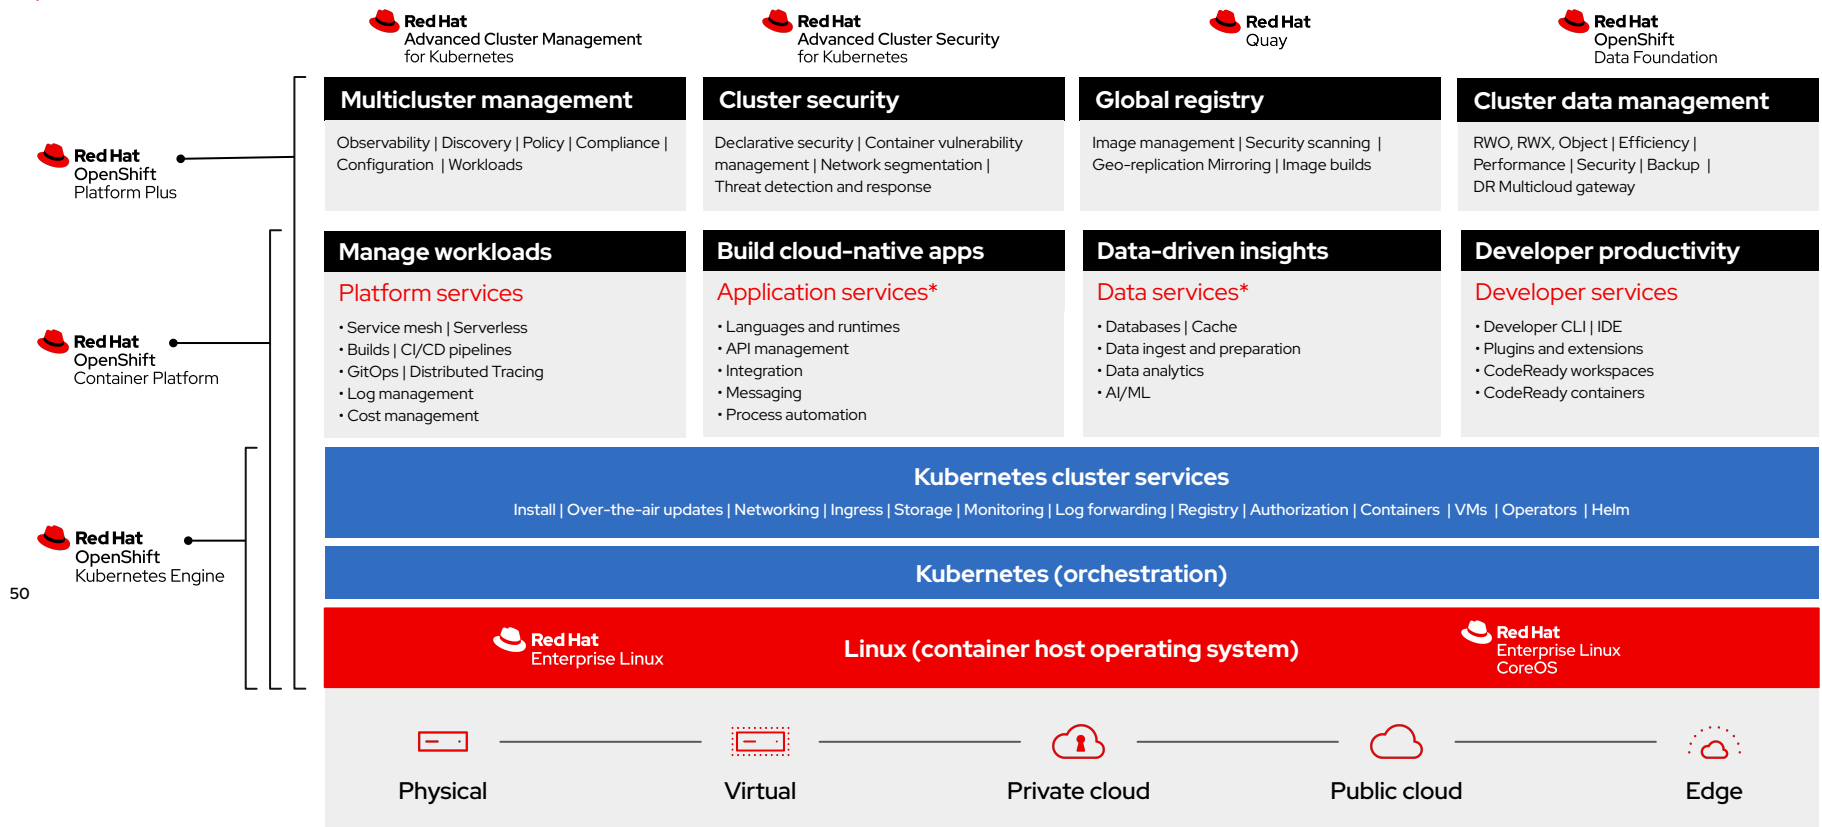 Red Hat
Advanced Cluster Management
for Kubernetes
Red Hat
Advanced Cluster Security
for Kubernetes
Red Hat
Quay
Red Hat
OpenShift
Data Foundation
Red Hat
OpenShift
Platform Plus
Multicluster management
Observability | Discovery | Policy | Compliance |
Configuration | Workloads
Cluster security
Declarative security | Container vulnerability
management | Network segmentation |
Threat detection and response
Global registry
Image management | Security scanning |
Geo-replication Mirroring | Image builds
Cluster data management
RWO, RWX, Object | Efficiency |
Performance | Security | Backup |
DR Multicloud gateway
Red Hat
OpenShift
Container Platform
Manage workloads
Platform services
• Service mesh | Serverless
• Builds | CI/CD pipelines
• GitOps | Distributed Tracing
• Log management
• Cost management
Build cloud-native apps
Application services*
• Languages and runtimes
• API management
• Integration
• Messaging
• Process automation
Data-driven insights
Data services*
• Databases | Cache
• Data ingest and preparation
• Data analytics
• AI/ML
Developer productivity
Developer services
• Developer CLI | IDE
• Plugins and extensions
• CodeReady workspaces
• CodeReady containers
Red Hat
OpenShift
Kubernetes Engine
50
Kubernetes cluster services
Install | Over-the-air updates | Networking | Ingress | Storage | Monitoring | Log forwarding | Registry | Authorization | Containers | VMs | Operators | Helm
Kubernetes (orchestration)
Red Hat
Enterprise Linux
Linux (container host operating system)
Red Hat
Enterprise Linux
CoreOS
Physical
Virtual
Private cloud
Public cloud
Edge